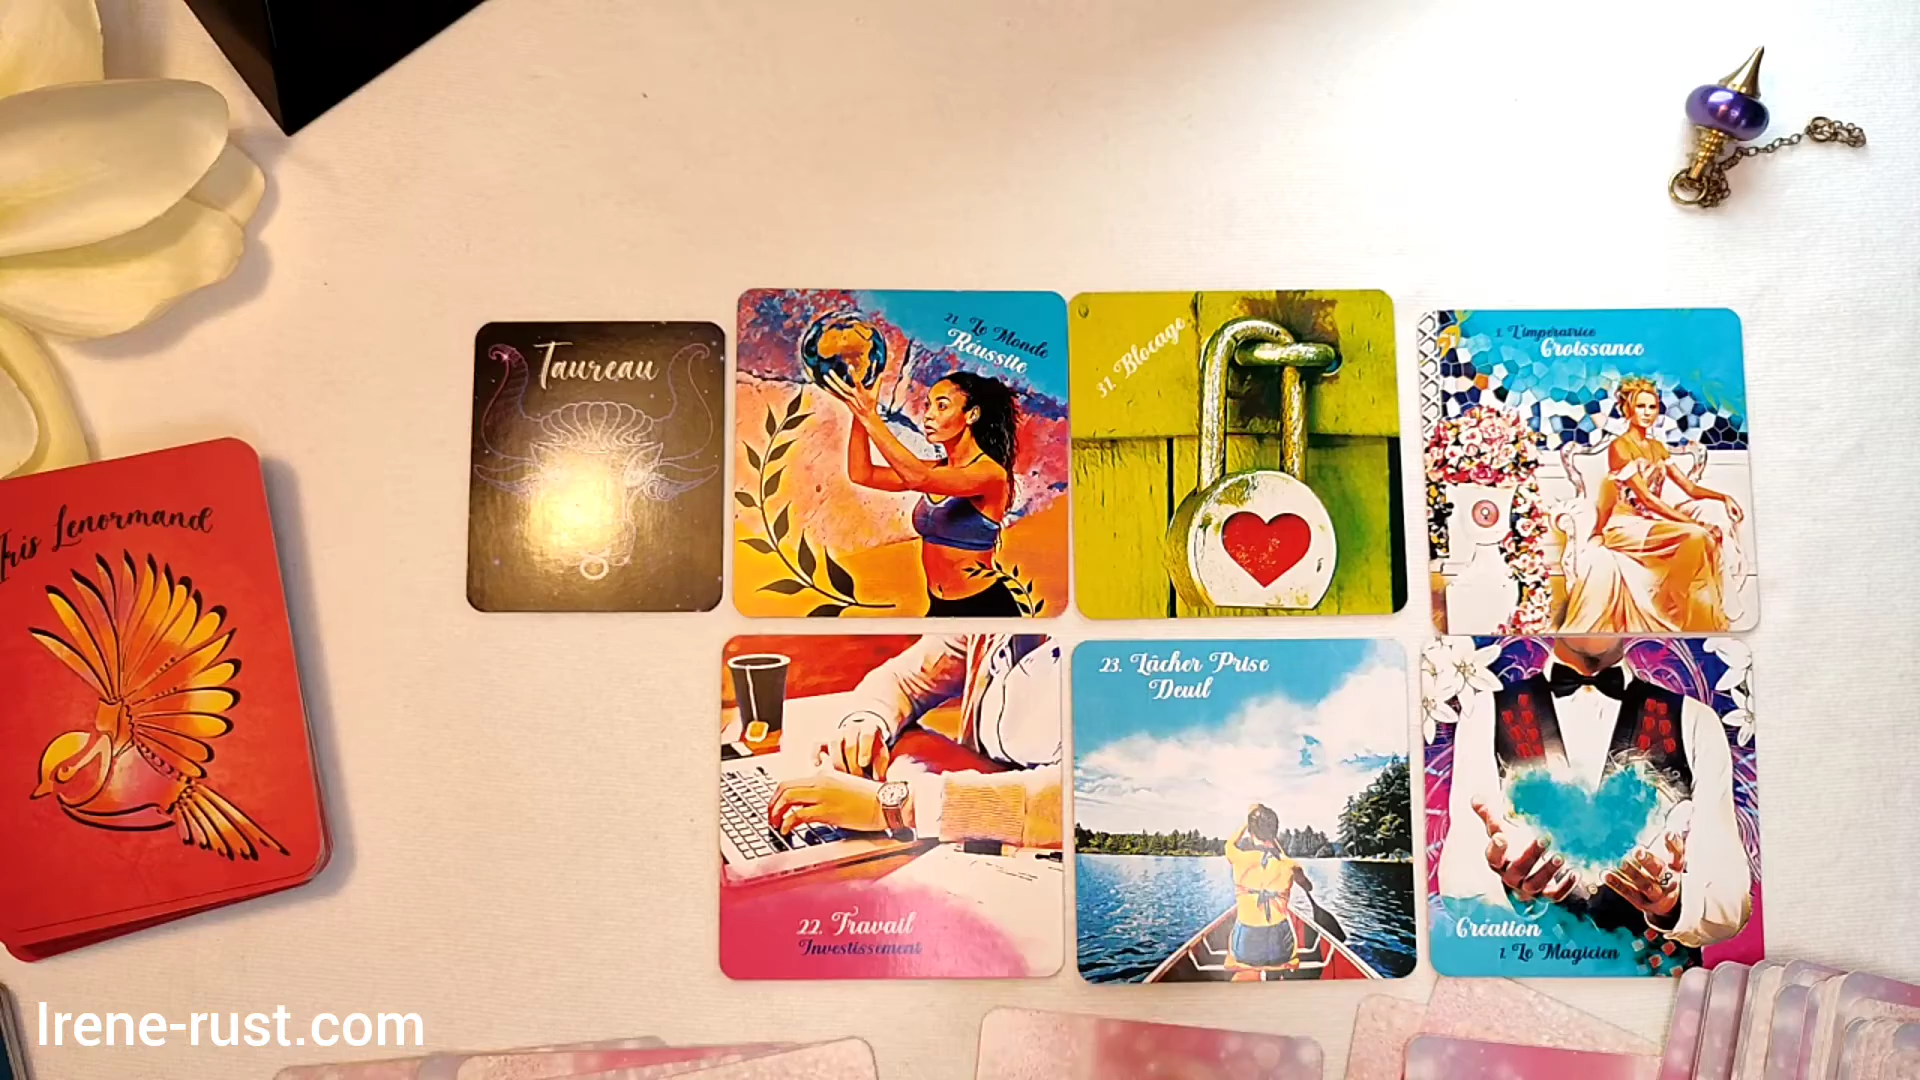 Taureau
21. Le Monde
Réussite
31. Blocage
L'impératrice
Croissance
Iris Lenormand
22. Travail
Investissement
23. Lâcher Prise
Deuil
Création
1. Le Magicien
Irene-rust.com